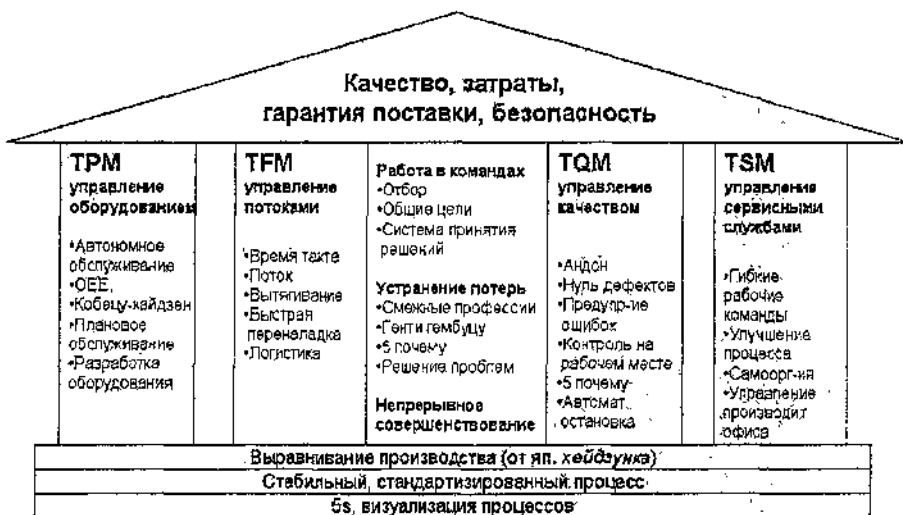 Качество, затраты,
гарантия поставки, безопасность
TPM
управление
оборудованием
•Автономное
обслуживание
•OEE,
•Кобецу-кайдзен
•Плановое
обслуживание
•Разработка
оборудования
TFM
управление
потоками
•Время такта
•Поток
•Вытягивание
•Быстрая
переналадка
•Логистика
Работа в командах
•Отбор
•Общие цели
•Система принятия
решений
Устранение потерь
•Смежные профессии
•Генти гембуцу
•5 почему
•Решение проблем
Непрерывное
совершенствование
TQM
управление
качеством
•Андон
•Нуль дефектов
•Предупр-ие
ошибок
•Контроль на
рабочем месте
•5 почему
•Автомат.
остановка
TSM
управление
сервисными
службами
•Гибкие
рабочие
команды
•Улучшение
процесса
•Самоорг-ия
•Управление
производит
офиса
Выравнивание производства (от яп. хейдзунка)
Стабильный, стандартизированный процесс
5s, визуализация процессов